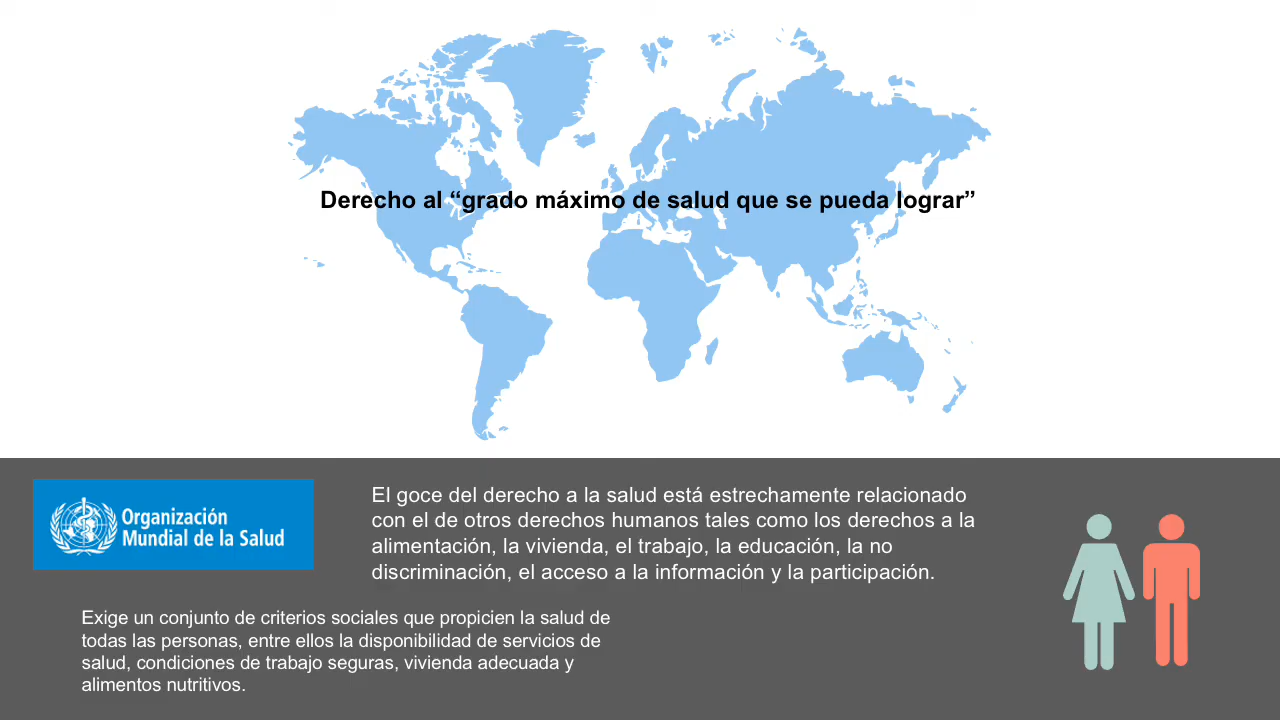 Derecho al “grado máximo de salud que se pueda lograr”
Organización
Mundial de la Salud
El goce del derecho a la salud está estrechamente relacionado
con el de otros derechos humanos tales como los derechos a la
alimentación, la vivienda, el trabajo, la educación, la no
discriminación, el acceso a la información y la participación.
Exige un conjunto de criterios sociales que propicien la salud de
todas las personas, entre ellos la disponibilidad de servicios de
salud, condiciones de trabajo seguras, vivienda adecuada y
alimentos nutritivos.